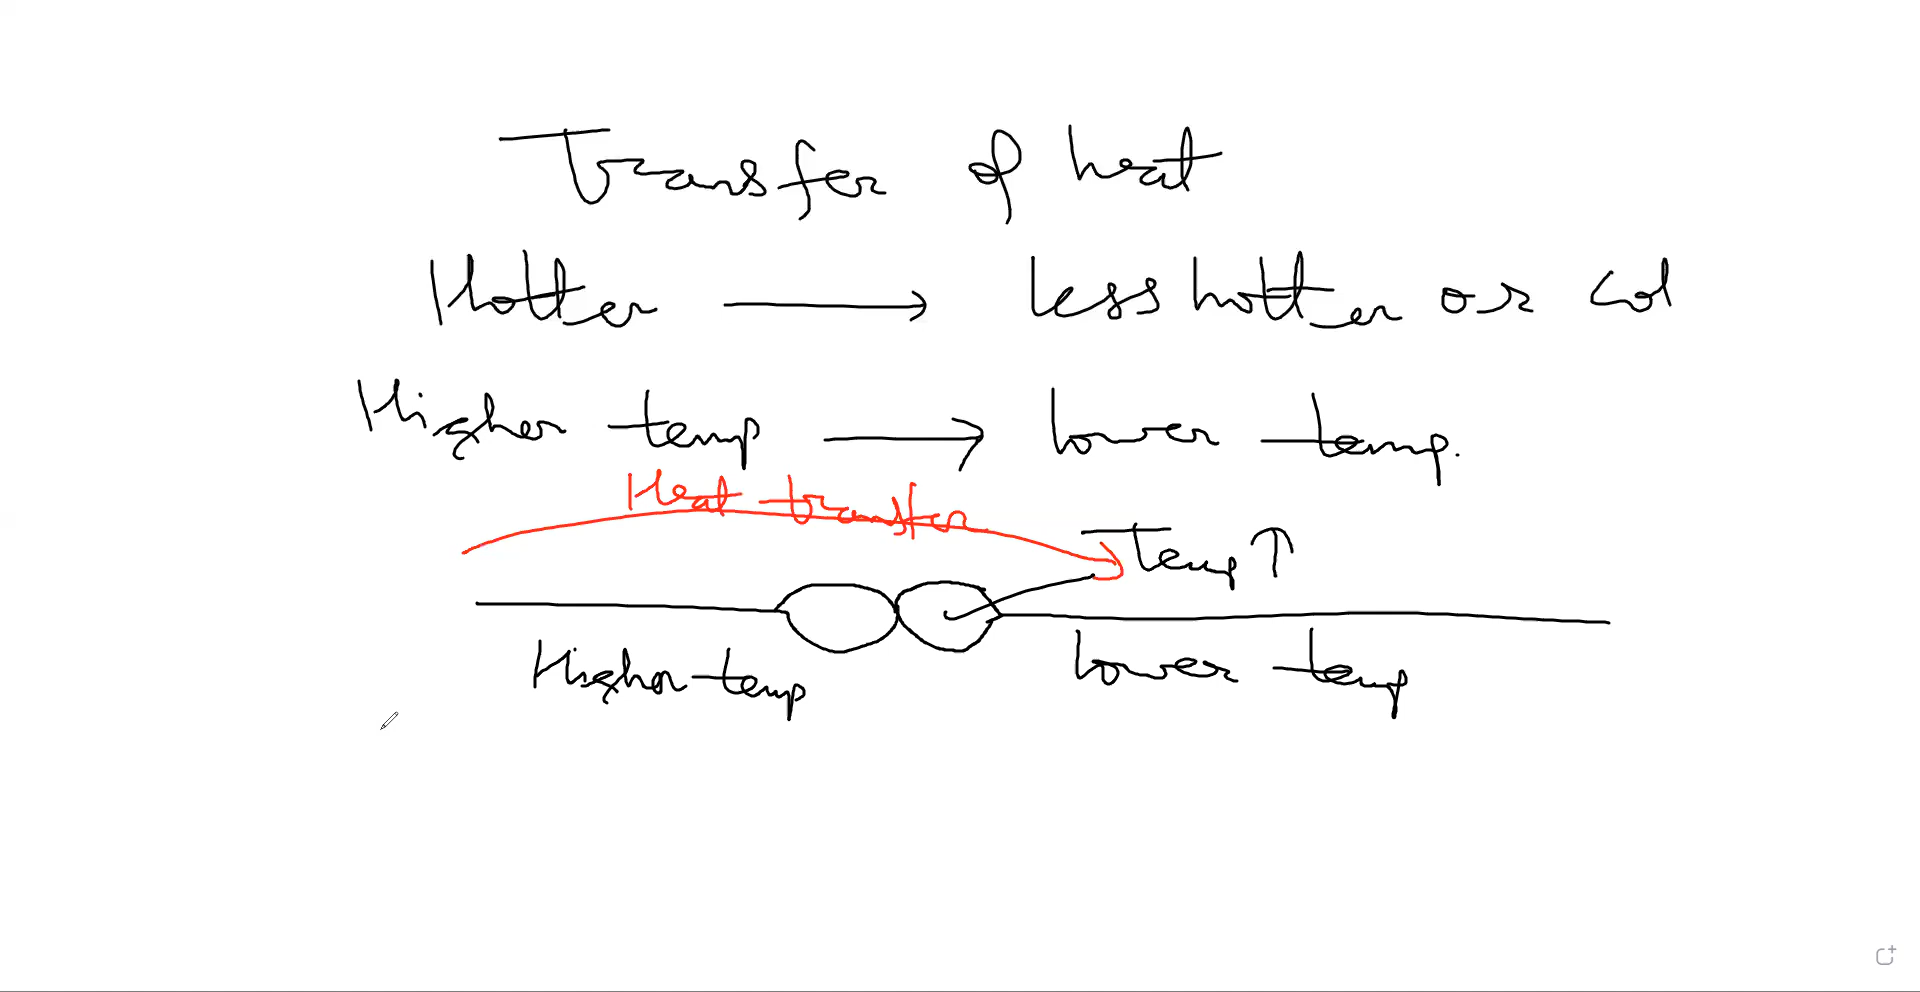 Transfer of heat
Hotter → less hotter or cold
Higher temp → lower temp.
Heat transfer
Temp ↑
Higher temp
lower temp